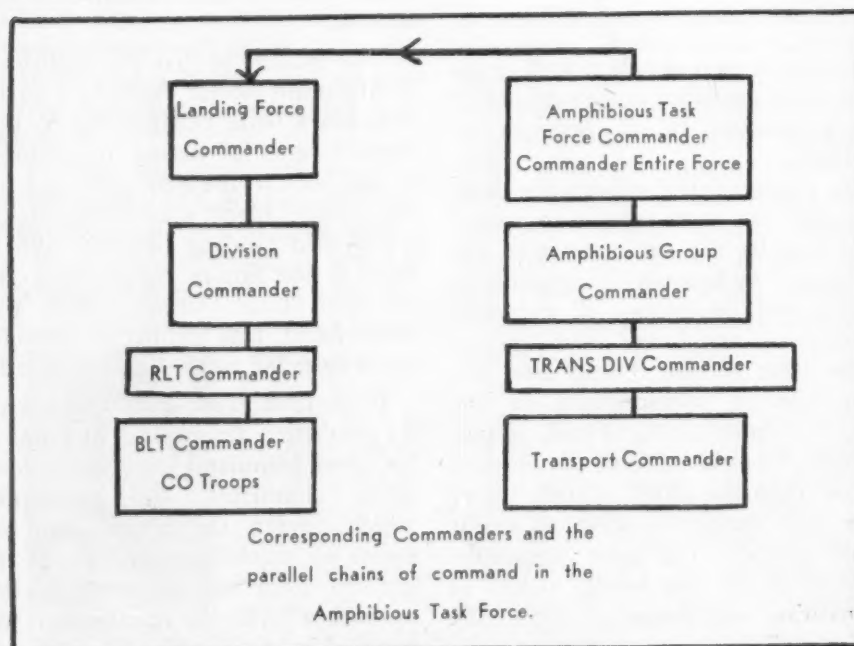 Landing Force
Commander
Amphibious Task
Force Commander
Commander Entire Force
Division
Commander
Amphibious Group
Commander
RLT Commander
TRANS DIV Commander
BLT Commander
CO Troops
Transport Commander
Corresponding Commanders and the
parallel chains of command in the
Amphibious Task Force.